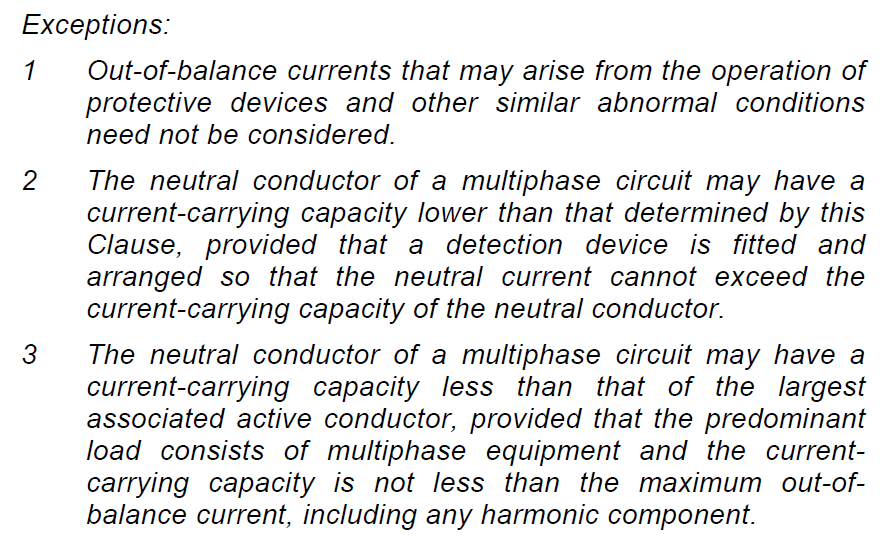 Exceptions:
1 Out-of-balance currents that may arise from the operation of
protective devices and other similar abnormal conditions
need not be considered.
2 The neutral conductor of a multiphase circuit may have a
current-carrying capacity lower than that determined by this
Clause, provided that a detection device is fitted and
arranged so that the neutral current cannot exceed the
current-carrying capacity of the neutral conductor.
3 The neutral conductor of a multiphase circuit may have a
current-carrying capacity less than that of the largest
associated active conductor, provided that the predominant
load consists of multiphase equipment and the current-
carrying capacity is not less than the maximum out-of-
balance current, including any harmonic component.